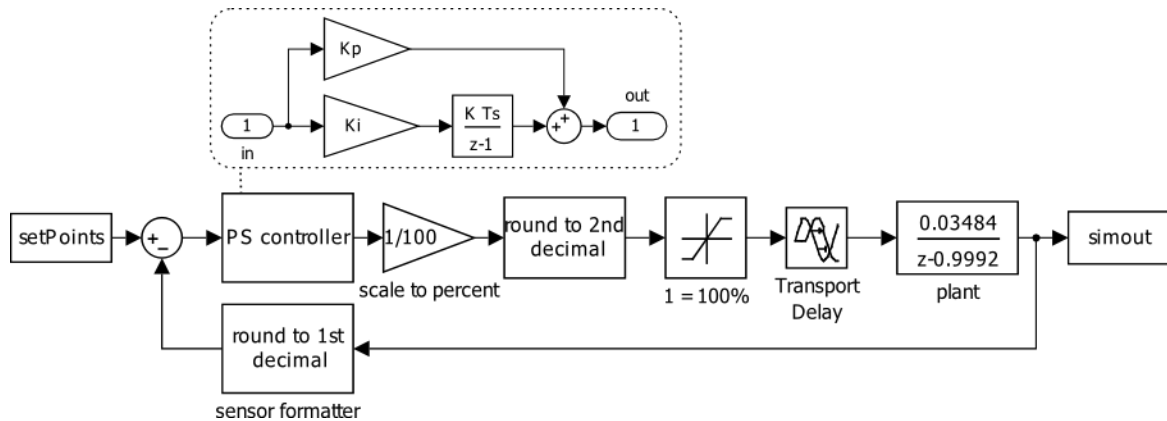 Kp
out
1
Ki
K Ts
z-1
+
+
1
in
setPoints
+
−
PS controller
1/100
round to 2nd
decimal
0.03484
z-0.9992
simout
scale to percent
1 = 100%
Transport
Delay
plant
round to 1st
decimal
sensor formatter